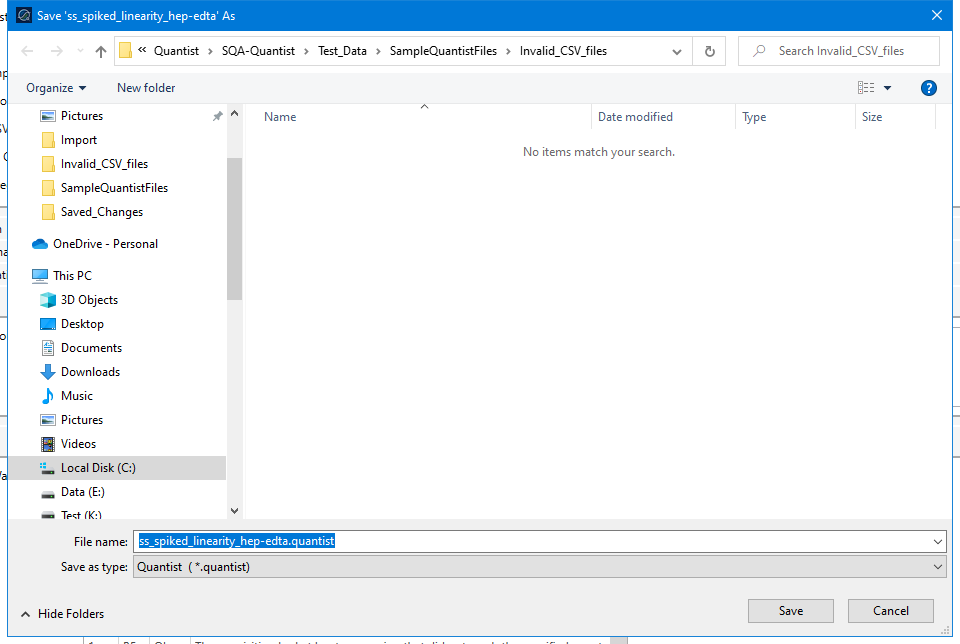 Save 'ss_spiked_linearity_hep-edta' As
« Quantist › SQA-Quantist › Test_Data › SampleQuantistFiles › Invalid_CSV_files
Search Invalid_CSV_files
Organize
New folder
Name
Date modified
Type
Size
No items match your search.
Pictures
Import
Invalid_CSV_files
SampleQuantistFiles
Saved_Changes
OneDrive - Personal
This PC
3D Objects
Desktop
Documents
Downloads
Music
Pictures
Videos
Local Disk (C:)
Data (E:)
Test (K:)
File name: ss_spiked_linearity_hep-edta.quantist
Save as type: Quantist ( *.quantist)
Hide Folders
Save
Cancel